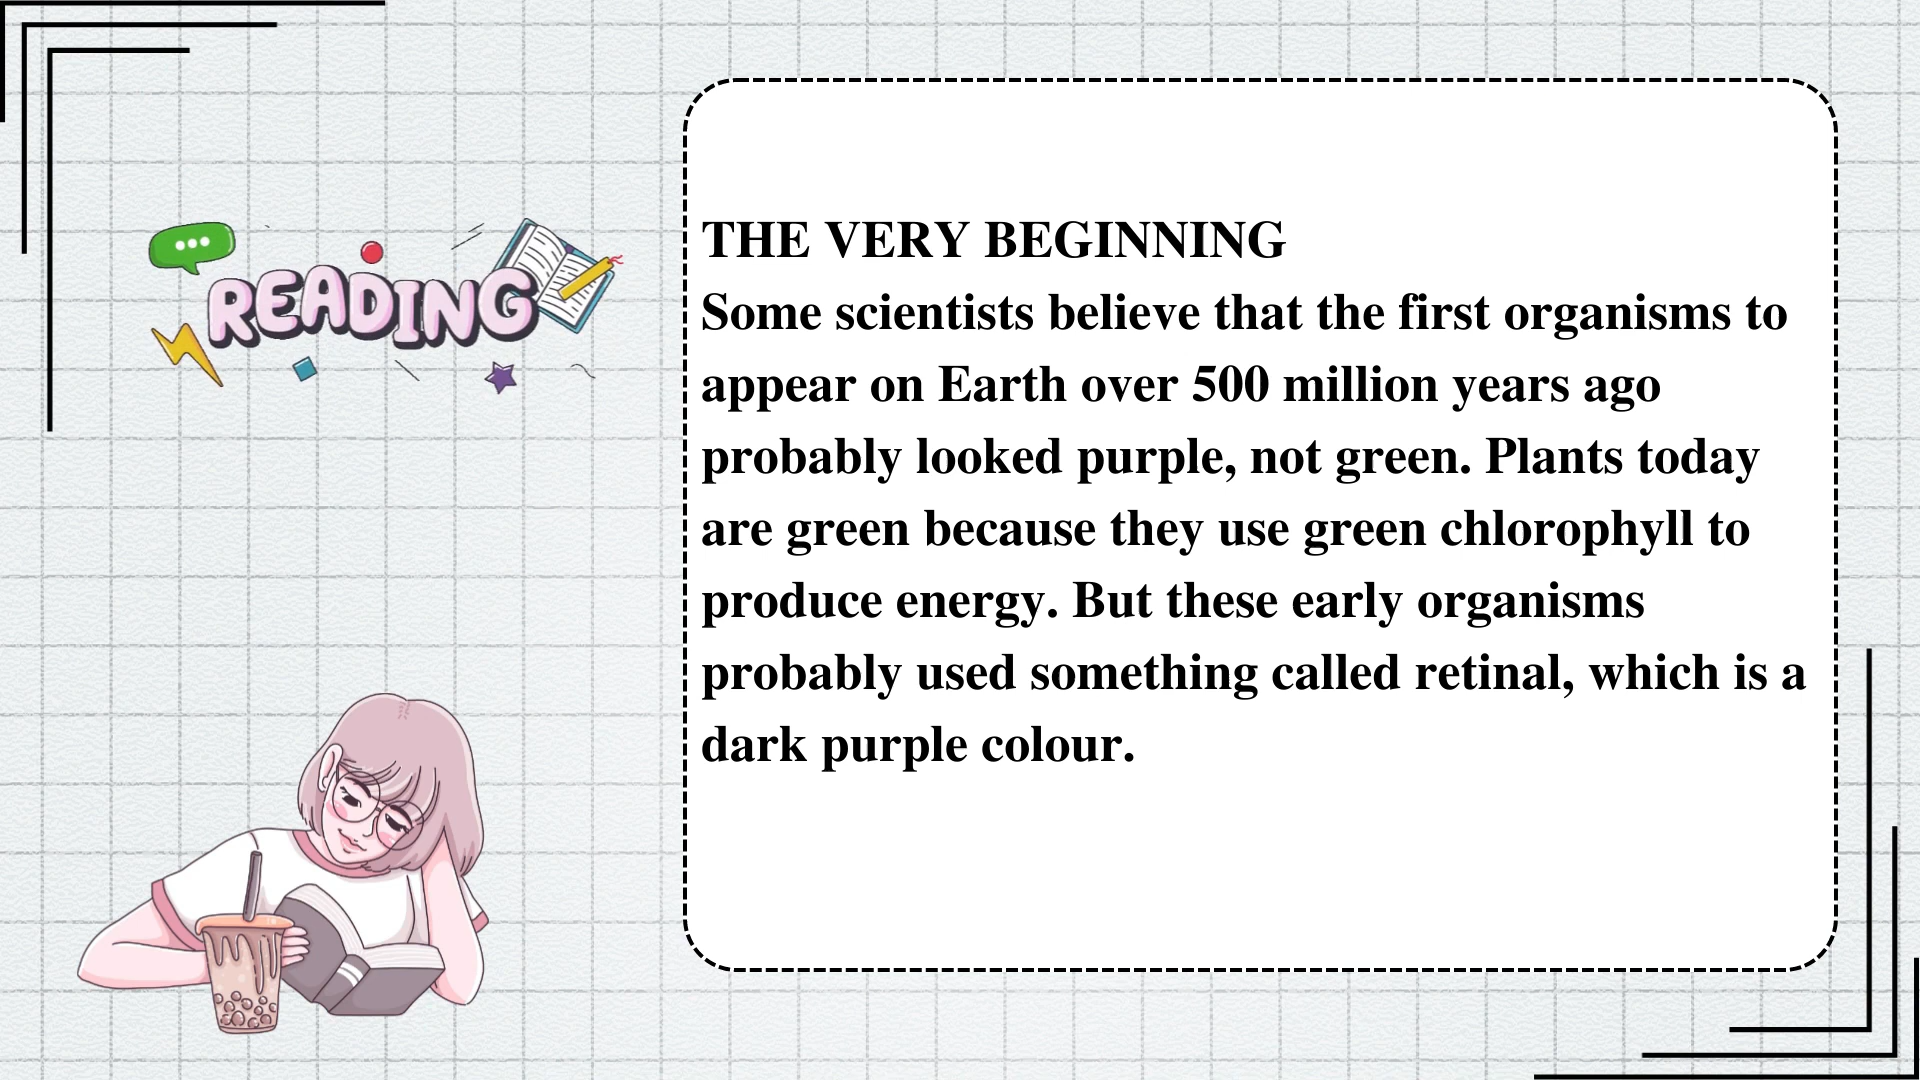 READING
THE VERY BEGINNING
Some scientists believe that the first organisms to
appear on Earth over 500 million years ago
probably looked purple, not green. Plants today
are green because they use green chlorophyll to
produce energy. But these early organisms
probably used something called retinal, which is a
dark purple colour.